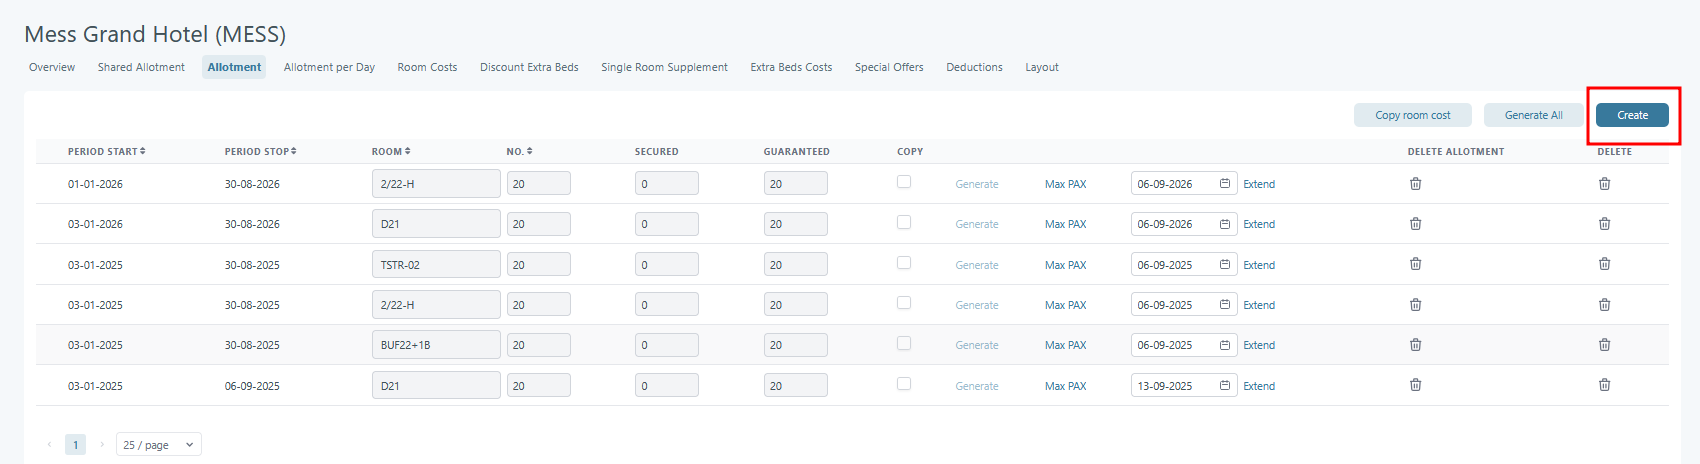 Mess Grand Hotel (MESS)
Overview Shared Allotment Allotment Allotment per Day Room Costs Discount Extra Beds Single Room Supplement Extra Beds Costs Special Offers Deductions Layout
Copy room cost Generate All Create
PERIOD START PERIOD STOP ROOM NO. SECURED GUARANTEED COPY DELETE ALLOTMENT DELETE
01-01-2026 30-08-2026 2/22-H 20 0 20 Generate Max PAX 06-09-2026 Extend
03-01-2026 30-08-2026 D21 20 0 20 Generate Max PAX 06-09-2026 Extend
03-01-2025 30-08-2025 TSTR-02 20 0 20 Generate Max PAX 06-09-2025 Extend
03-01-2025 30-08-2025 2/22-H 20 0 20 Generate Max PAX 06-09-2025 Extend
03-01-2025 30-08-2025 BUF22+1B 20 0 20 Generate Max PAX 06-09-2025 Extend
03-01-2025 06-09-2025 D21 20 0 20 Generate Max PAX 13-09-2025 Extend
1 25 / page